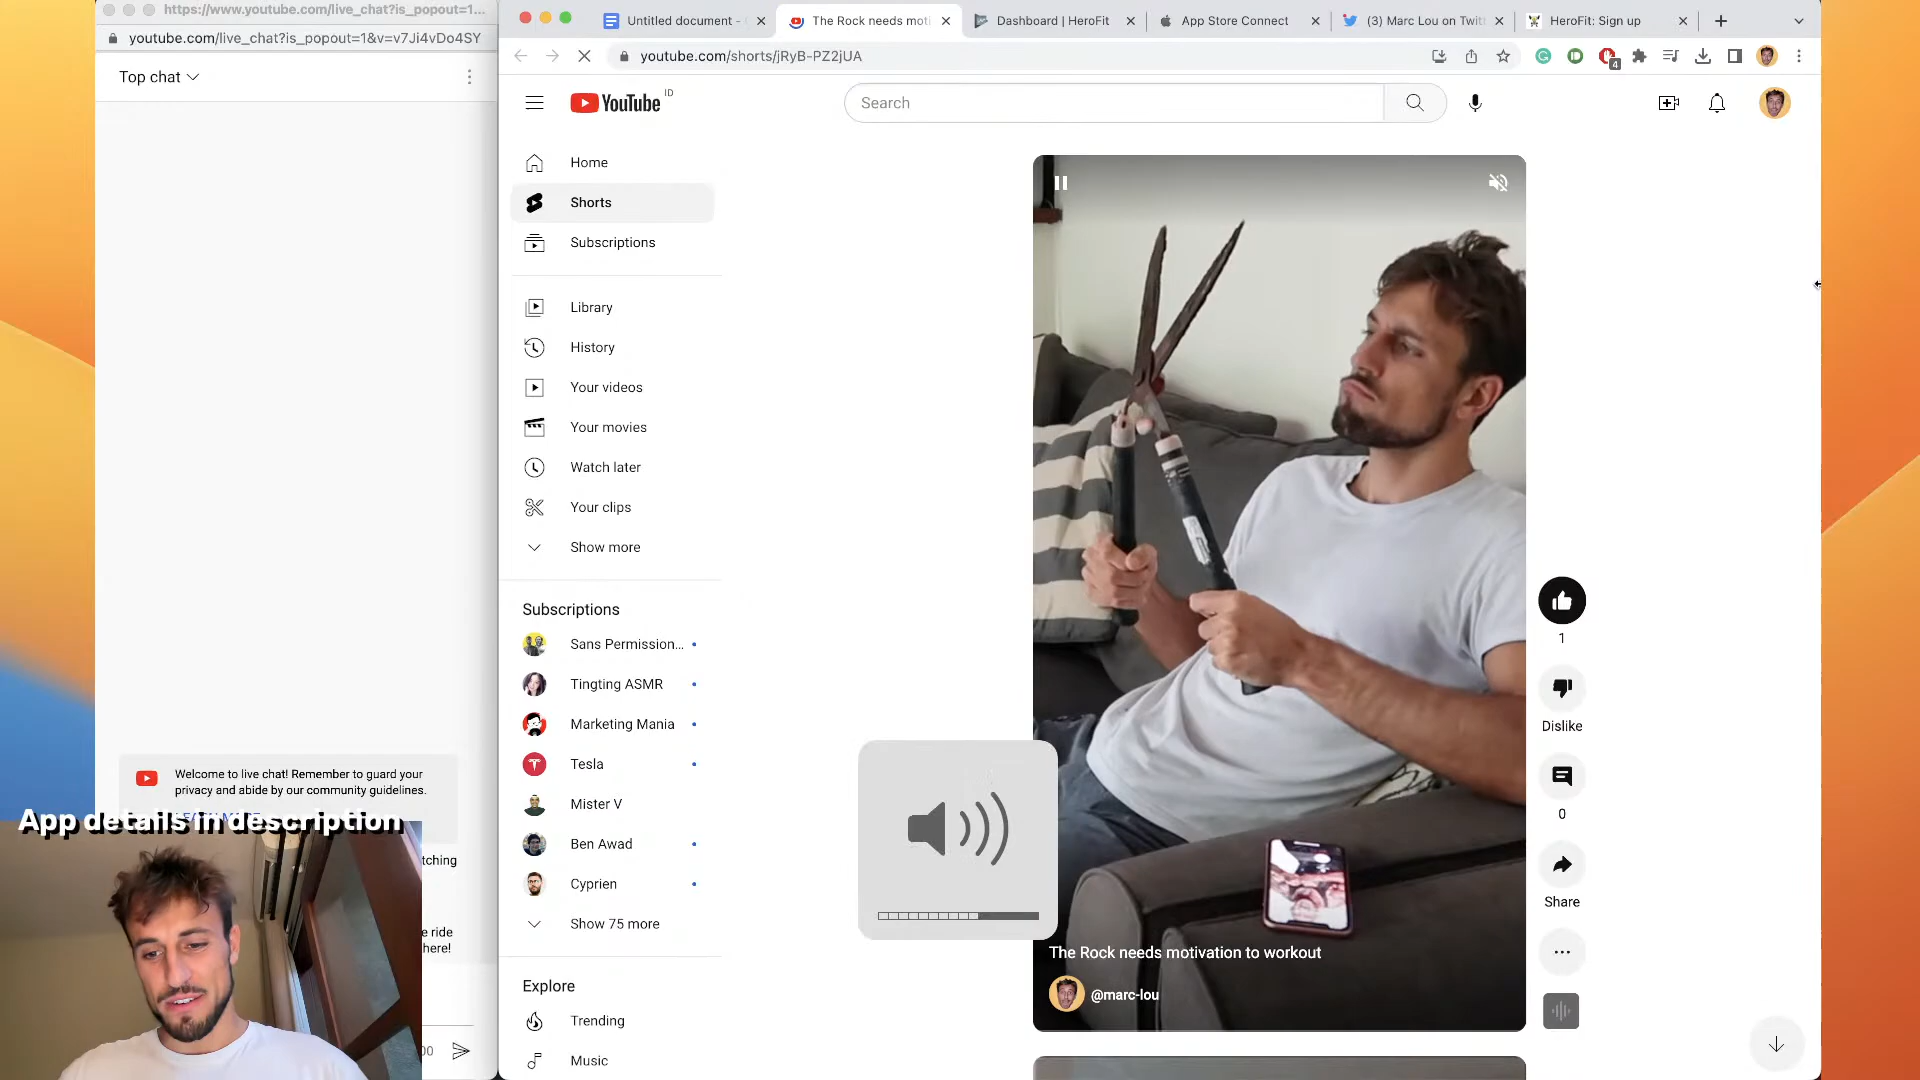 https://www.youtube.com/live_chat?is_popout=1...
youtube.com/live_chat?is_popout=1&v=v7Ji4vDo4SY
Top chat
Welcome to live chat! Remember to guard your
privacy and abide by our community guidelines.
App details in description
tching
e ride
here!
00
Untitled document -
The Rock needs moti
Dashboard | HeroFit
App Store Connect
(3) Marc Lou on Twitt
HeroFit: Sign up
youtube.com/shorts/jRyB-PZ2jUA
4
YouTube
ID
Search
Home
Shorts
Subscriptions
Library
History
Your videos
Your movies
Watch later
Your clips
Show more
Subscriptions
Sans Permission...
Tingting ASMR
Marketing Mania
Tesla
Mister V
Ben Awad
Cyprien
Show 75 more
Explore
Trending
Music
The Rock needs motivation to workout
@marc-lou
1
Dislike
0
Share